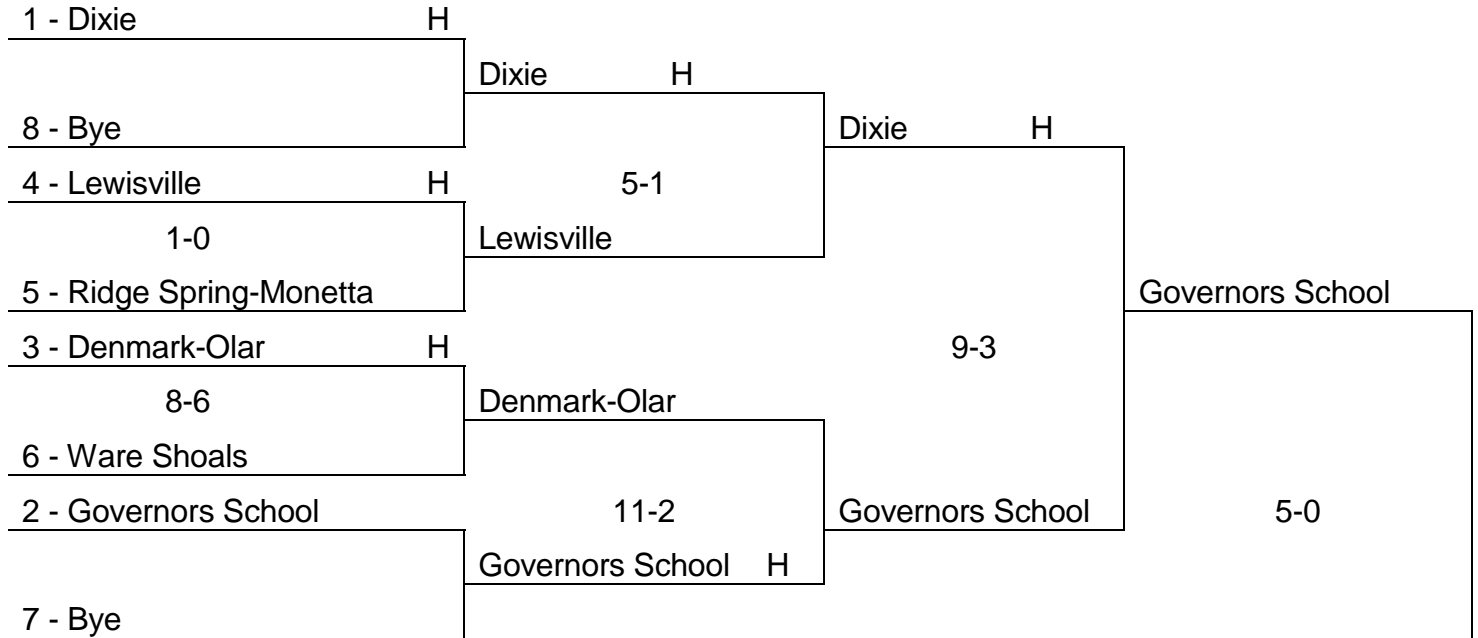 1 - Dixie H
Dixie H
8 - Bye
Dixie H
4 - Lewisville H
5-1
1-0
Lewisville
5 - Ridge Spring-Monetta
Governors School
3 - Denmark-Olar H
9-3
8-6
Denmark-Olar
6 - Ware Shoals
2 - Governors School
11-2
Governors School
5-0
Governors School H
7 - Bye